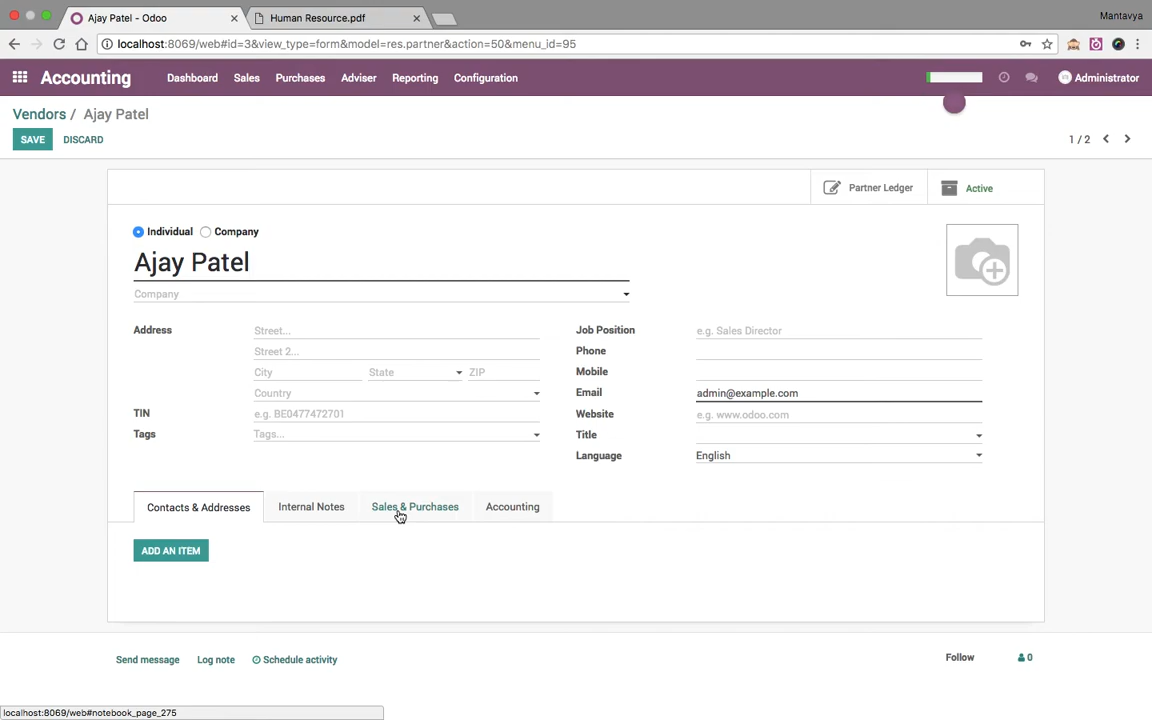 Ajay Patel - Odoo
Human Resource.pdf
Mantavya
localhost:8069/web#id=3&view_type=form&model=res.partner&action=50&menu_id=95
Accounting Dashboard Sales Purchases Adviser Reporting Configuration Administrator
Vendors / Ajay Patel
SAVE DISCARD 1 / 2
Partner Ledger Active
Individual Company
Ajay Patel
Company
Address Street...
Street 2...
City State ZIP
Country
TIN e.g. BE0477472701
Tags Tags...
Job Position e.g. Sales Director
Phone
Mobile
Email admin@example.com
Website e.g. www.odoo.com
Title
Language English
Contacts & Addresses Internal Notes Sales & Purchases Accounting
ADD AN ITEM
Send message Log note Schedule activity Follow 0
localhost:8069/web#notebook_page_275